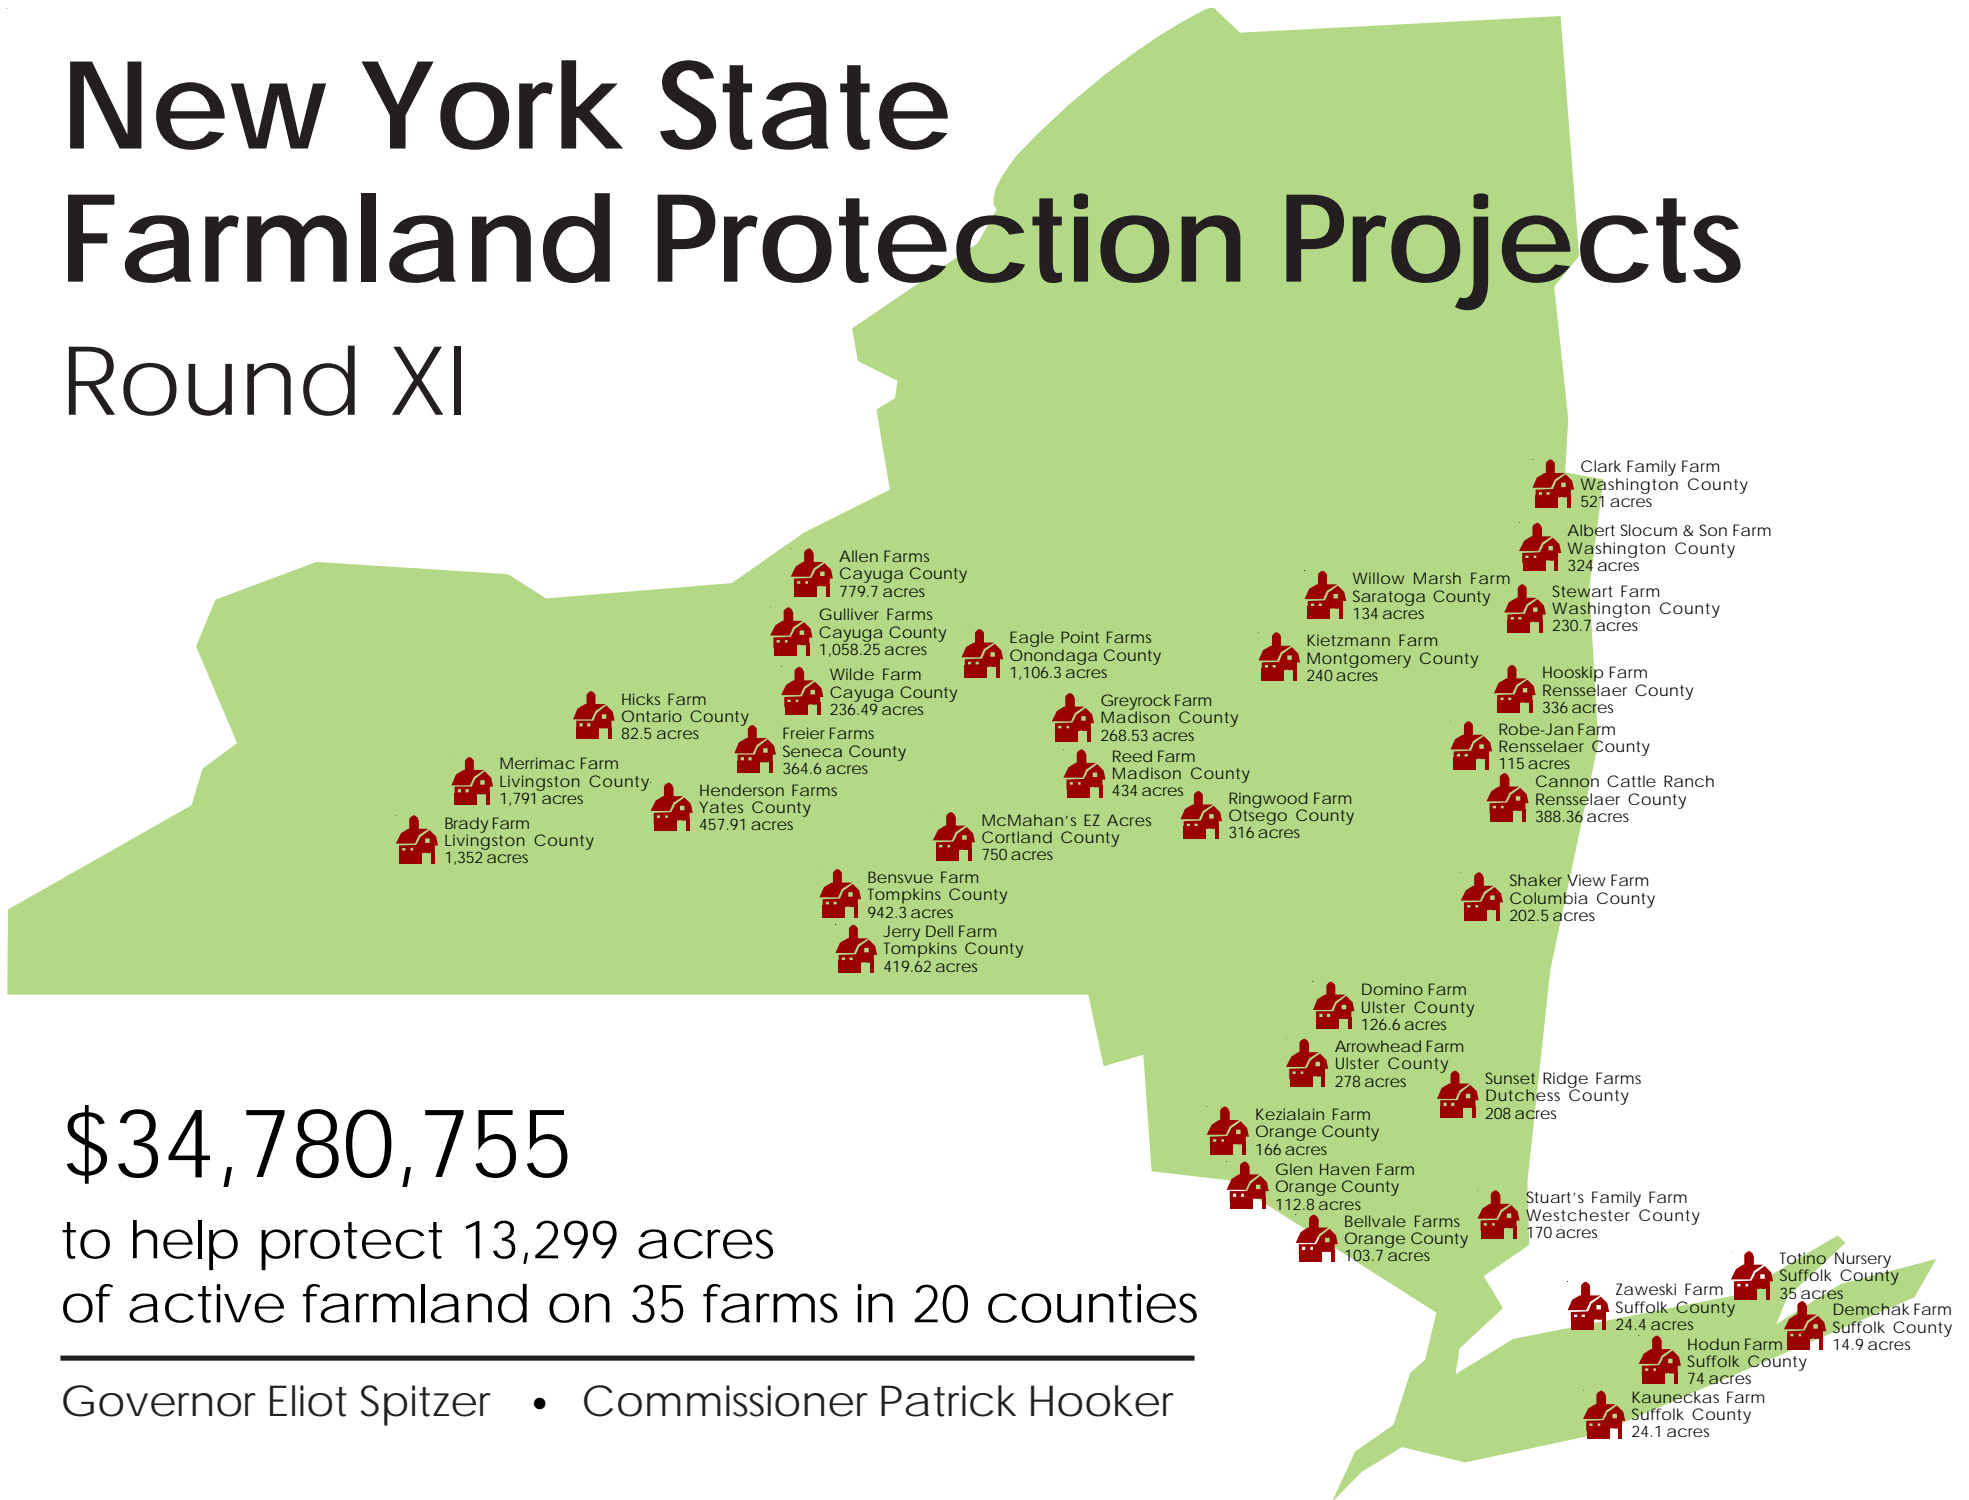 New York State
Farmland Protection Projects
Round XI
Clark Family Farm
Washington County
521 acres
Albert Slocum & Son Farm
Washington County
324 acres
Allen Farms
Cayuga County
779.7 acres
Willow Marsh Farm
Saratoga County
134 acres
Stewart Farm
Washington County
230.7 acres
Gulliver Farms
Cayuga County
1,058.25 acres
Eagle Point Farms
Onondaga County
1,106.3 acres
Kietzmann Farm
Montgomery County
240 acres
Wilde Farm
Cayuga County
236.49 acres
Hooskip Farm
Rensselaer County
336 acres
Hicks Farm
Ontario County
82.5 acres
Greyrock Farm
Madison County
268.53 acres
Freier Farms
Seneca County
364.6 acres
Robe-Jan Farm
Rensselaer County
115 acres
Reed Farm
Madison County
434 acres
Merrimac Farm
Livingston County
1,791 acres
Cannon Cattle Ranch
Rensselaer County
388.36 acres
Henderson Farms
Yates County
457.91 acres
Ringwood Farm
Otsego County
316 acres
Brady Farm
Livingston County
1,352 acres
McMahan's EZ Acres
Cortland County
750 acres
Bensvue Farm
Tompkins County
942.3 acres
Shaker View Farm
Columbia County
202.5 acres
Jerry Dell Farm
Tompkins County
419.62 acres
Domino Farm
Ulster County
126.6 acres
Arrowhead Farm
Ulster County
278 acres
Sunset Ridge Farms
Dutchess County
208 acres
Kezialain Farm
Orange County
166 acres
Glen Haven Farm
Orange County
112.8 acres
Stuart's Family Farm
Westchester County
170 acres
Bellvale Farms
Orange County
103.7 acres
Totino Nursery
Suffolk County
35 acres
Zaweski Farm
Suffolk County
24.4 acres
Demchak Farm
Suffolk County
14.9 acres
Hodun Farm
Suffolk County
74 acres
Kauneckas Farm
Suffolk County
24.1 acres
$34,780,755
to help protect 13,299 acres
of active farmland on 35 farms in 20 counties
Governor Eliot Spitzer • Commissioner Patrick Hooker